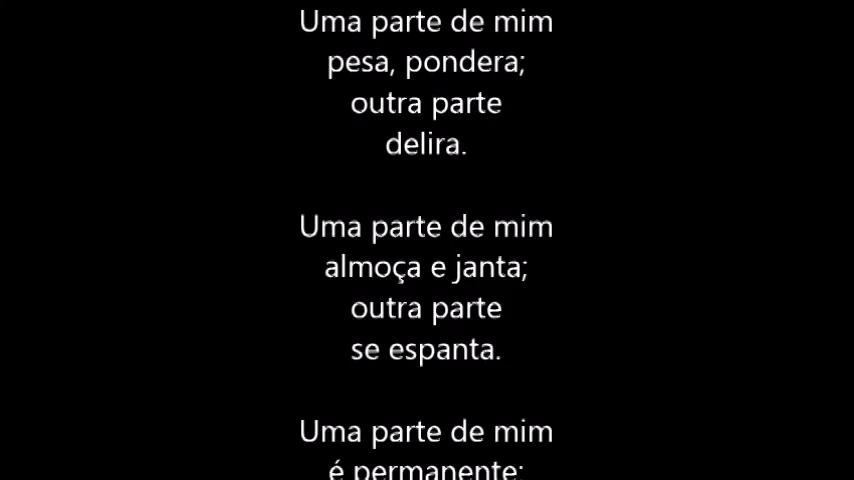 Uma parte de mim
pesa, pondera;
outra parte
delira.
Uma parte de mim
almoça e janta;
outra parte
se espanta.
Uma parte de mim
é permanente;